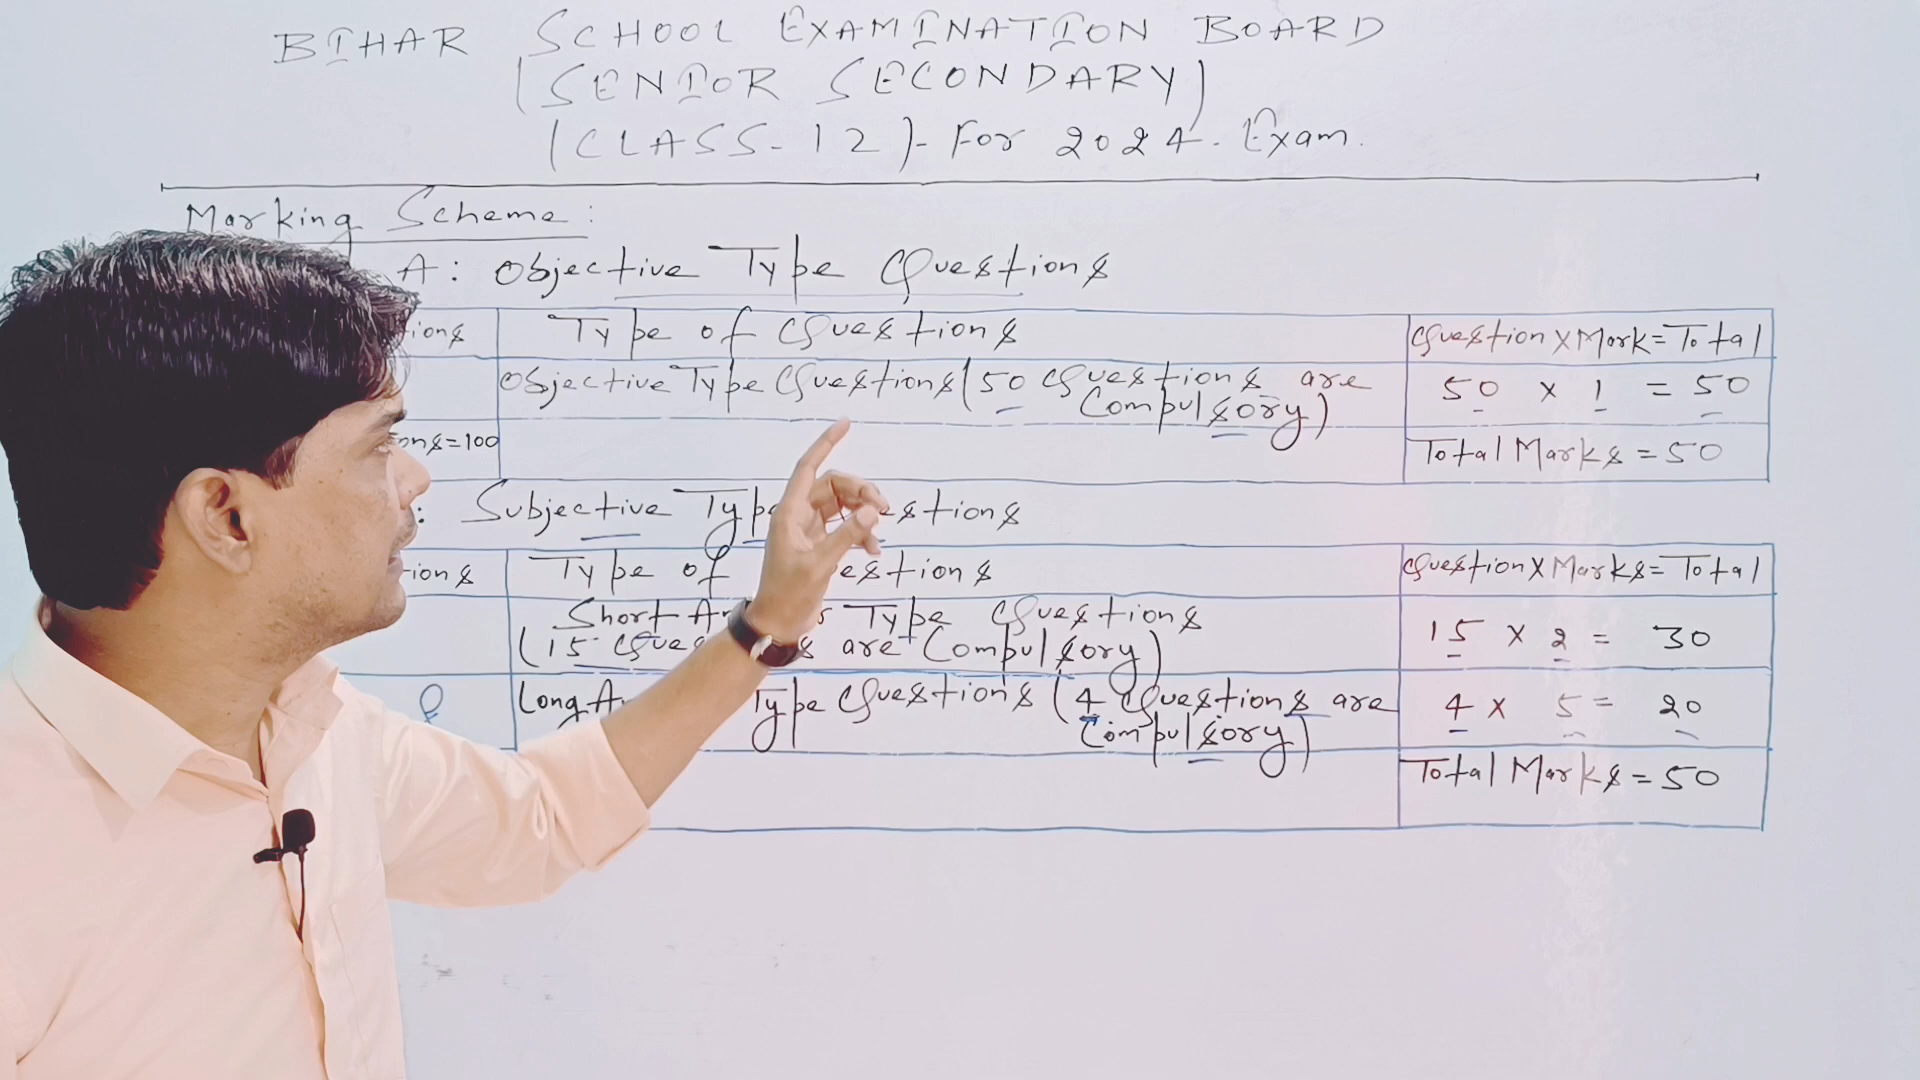 BIHAR SCHOOL EXAMINATION BOARD
(SENIOR SECONDARY)
(CLASS-12)- For 2024. Exam.
Marking Scheme:
A: Objective Type Questions
Type of Questions
Question X Mark = Total
Objective Type Questions (50 Questions are
Compulsory)
50 x 1 = 50
=100
Total Marks = 50
: Subjective Type
Type of
Question X Marks = Total
Short Type Questions
(15 are Compulsory)
15 x 2 = 30
Long Type Questions (4 Questions are
Compulsory)
4 x 5 = 20
Total Marks = 50